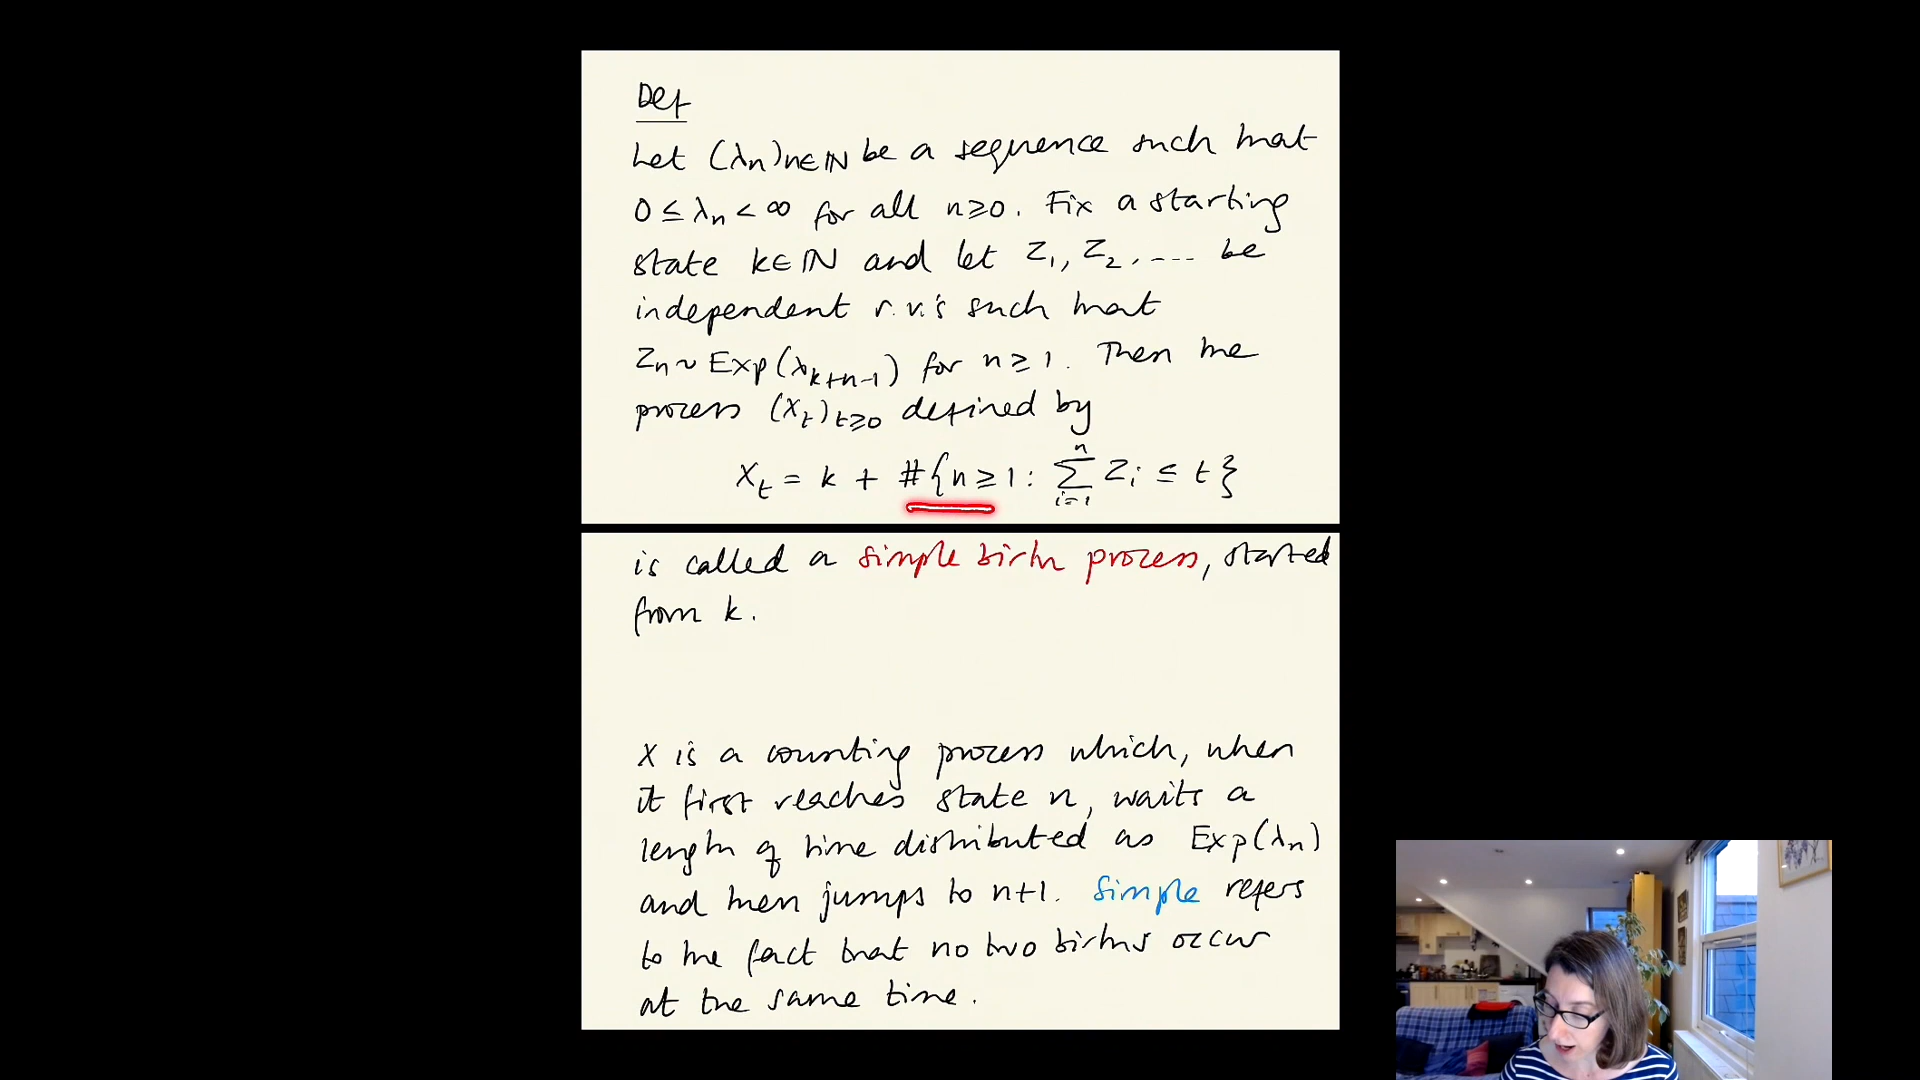 Def
Let (λn)n∈ℕ be a sequence such that
0 ≤ λn < ∞ for all n ≥ 0. Fix a starting
state k∈ℕ and let Z1, Z2, .... be
independent r.v.'s such that
Zn ~ Exp(λk+n-1) for n ≥ 1. Then the
process (Xt)t≥0 defined by
Xt = k + #{n ≥ 1: ∑i=1n Zi ≤ t}
is called a simple birth process, started
from k.
X is a counting process which, when
it first reaches state n, waits a
length of time distributed as Exp(λn)
and then jumps to n+1. Simple refers
to the fact that no two births occur
at the same time.